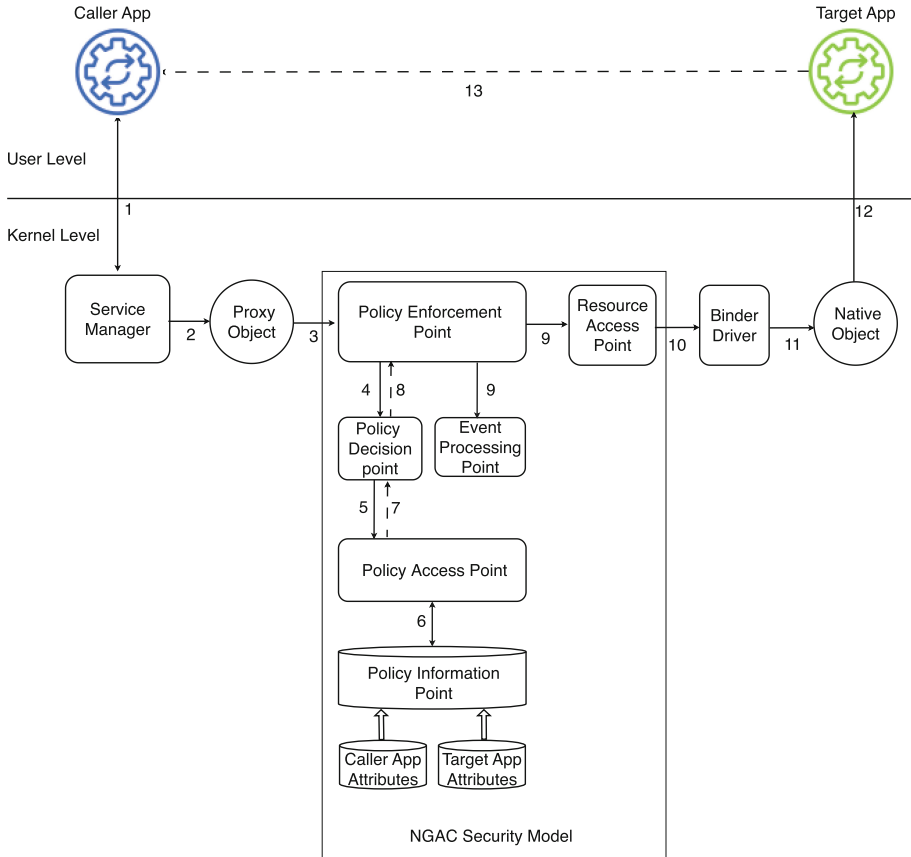 Caller App
Target App
13
User Level
1
12
Kernel Level
Service
Manager
2
Proxy
Object
3
Policy Enforcement
Point
9
Resource
Access
Point
10
Binder
Driver
11
Native
Object
4
8
9
Policy
Decision
point
Event
Processing
Point
5
7
Policy Access Point
6
Policy Information
Point
Caller App
Attributes
Target App
Attributes
NGAC Security Model